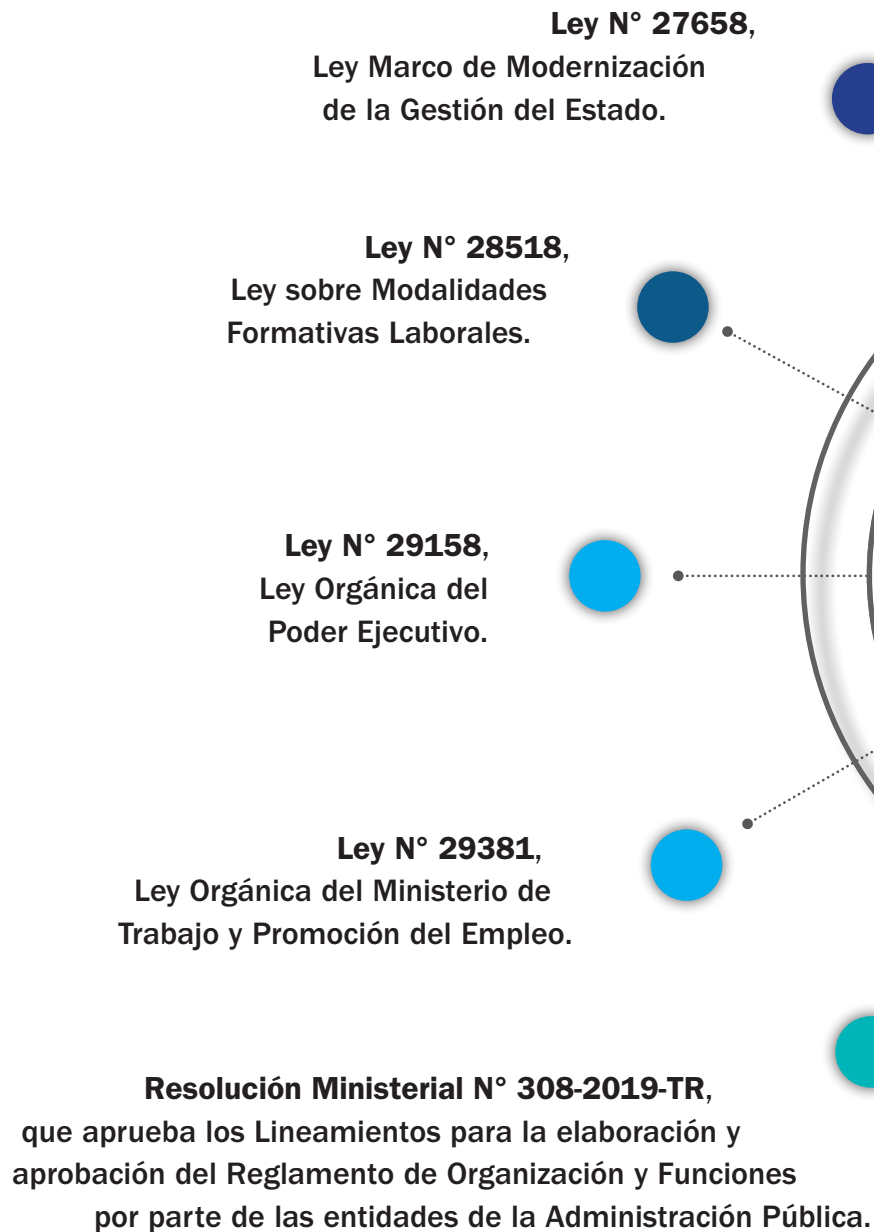 Ley N° 27658,
Ley Marco de Modernización
de la Gestión del Estado.
Ley N° 28518,
Ley sobre Modalidades
Formativas Laborales.
Ley N° 29158,
Ley Orgánica del
Poder Ejecutivo.
Ley N° 29381,
Ley Orgánica del Ministerio de
Trabajo y Promoción del Empleo.
Resolución Ministerial N° 308-2019-TR,
que aprueba los Lineamientos para la elaboración y
aprobación del Reglamento de Organización y Funciones
por parte de las entidades de la Administración Pública.